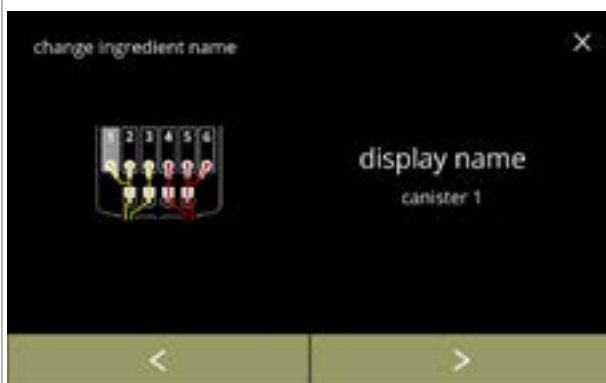 change ingredient name
×
1 2 3 4 5 6
display name
canister 1
< >